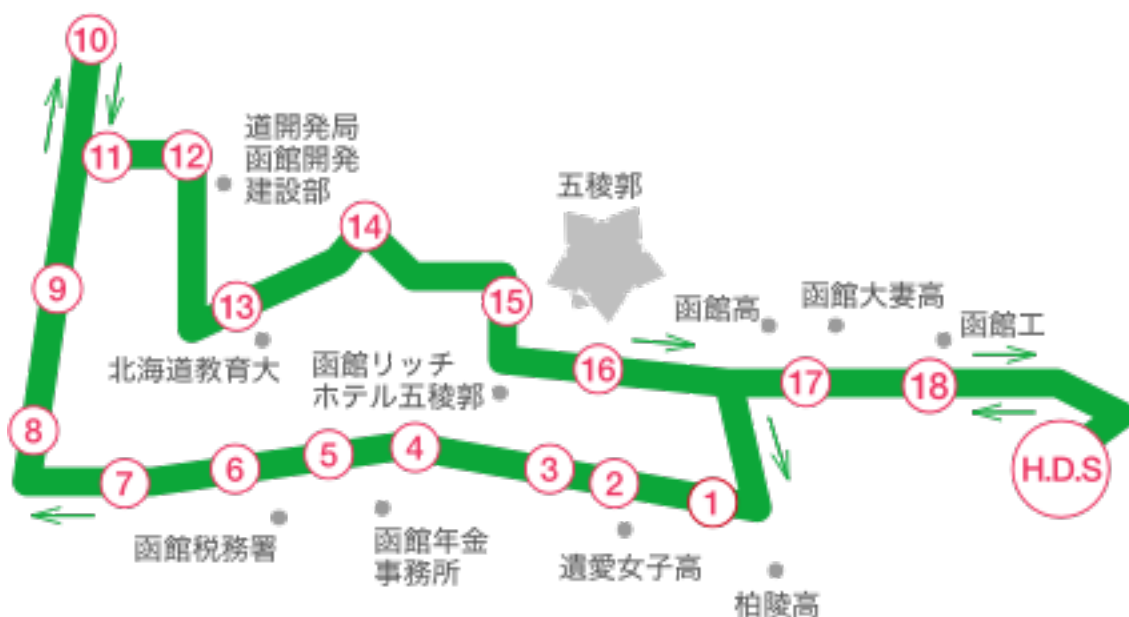 10
道開発局
函館開発
建設部
11
12
五稜郭
14
9
13
15
函館高
函館大妻高
函館工
北海道教育大
函館リッチ
ホテル五稜郭
16
17
18
8
7
6
5
4
3
2
1
H.D.S
函館税務署
函館年金
事務所
遺愛女子高
柏陵高